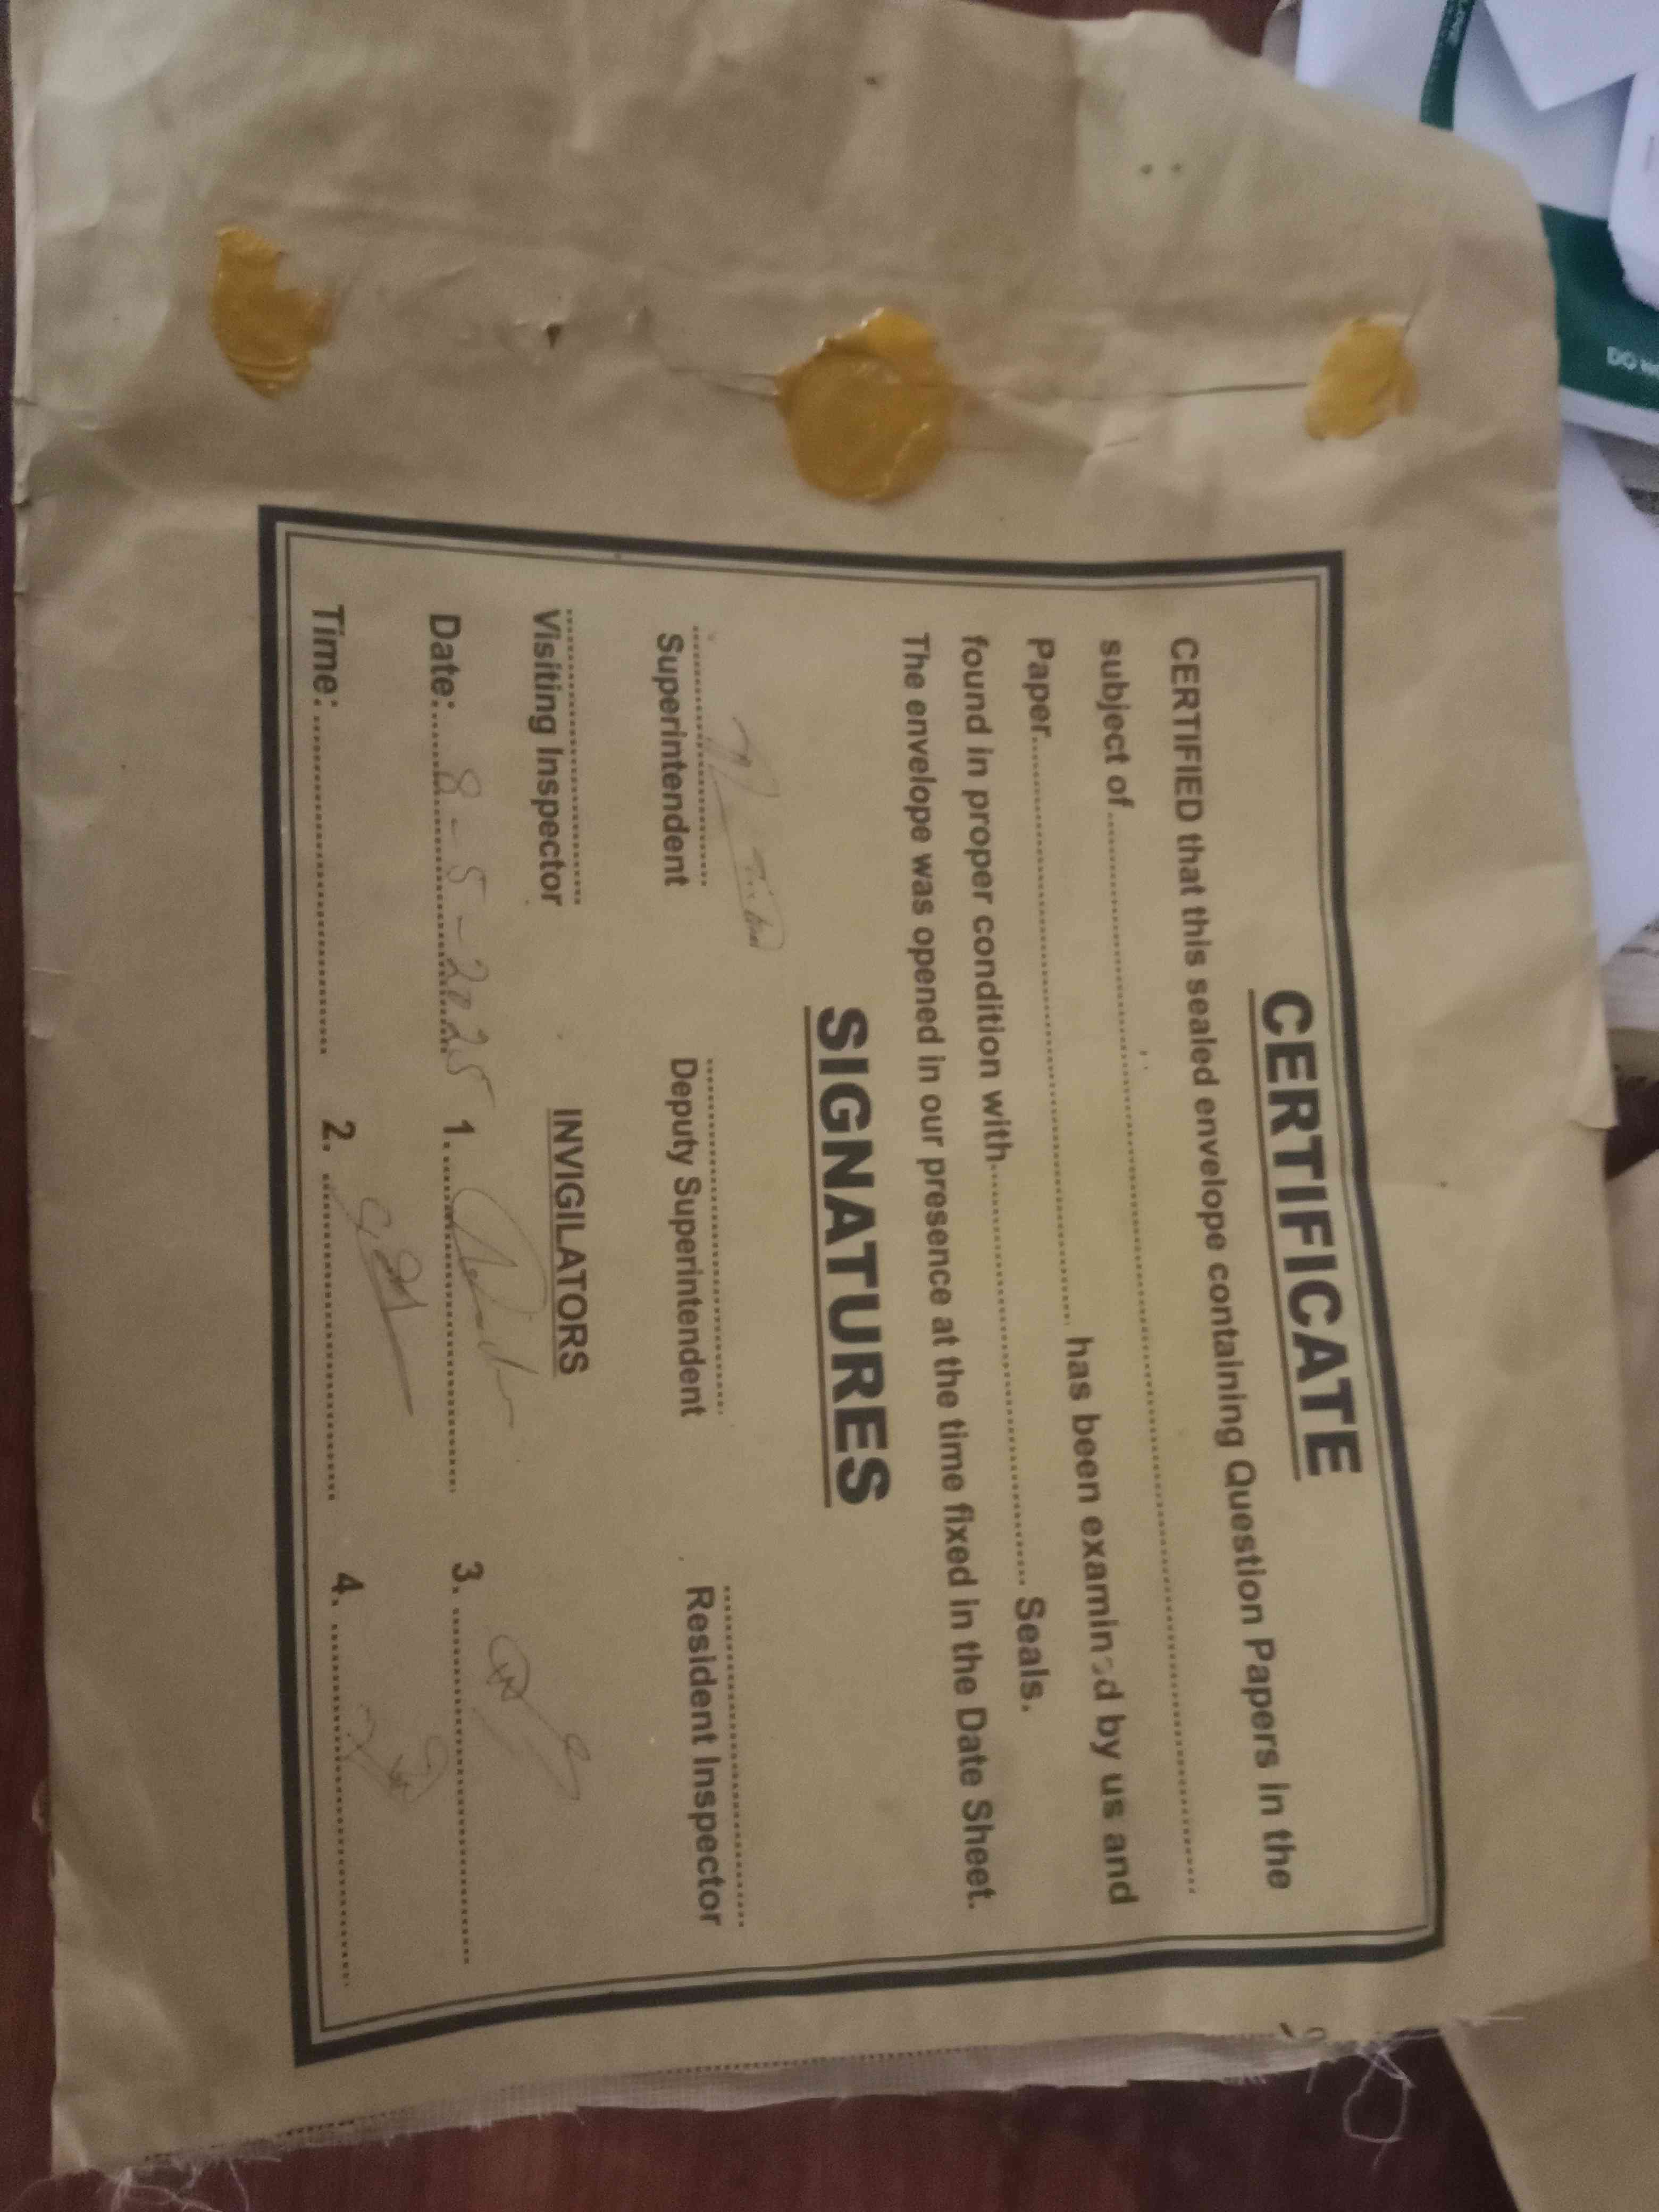 CERTIFICATE
CERTIFIED that this sealed envelope containing Question Papers in the
subject of
Paper has been examined by us and
found in proper condition with Seals.
The envelope was opened in our presence at the time fixed in the Date Sheet.
SIGNATURES
Superintendent Deputy Superintendent Resident Inspector
Visiting Inspector INVIGILATORS
Date: 8-5-2025 1. 3.
Time: 2. 4.